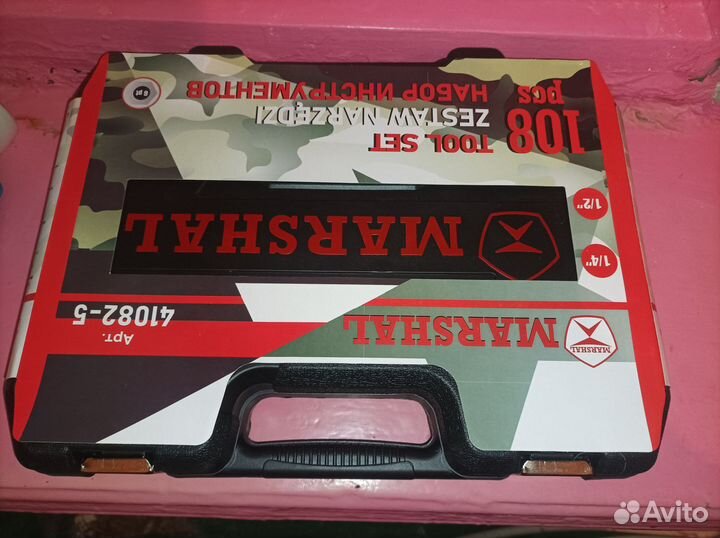 MARSHAL
MARSHAL
Арт.
41082-5
1/4"
1/2"
MARSHAL
108
pcs
TOOL SET
ZESTAW NARZĘDZI
НАБОР ИНСТРУМЕНТОВ
6 pt
Avito